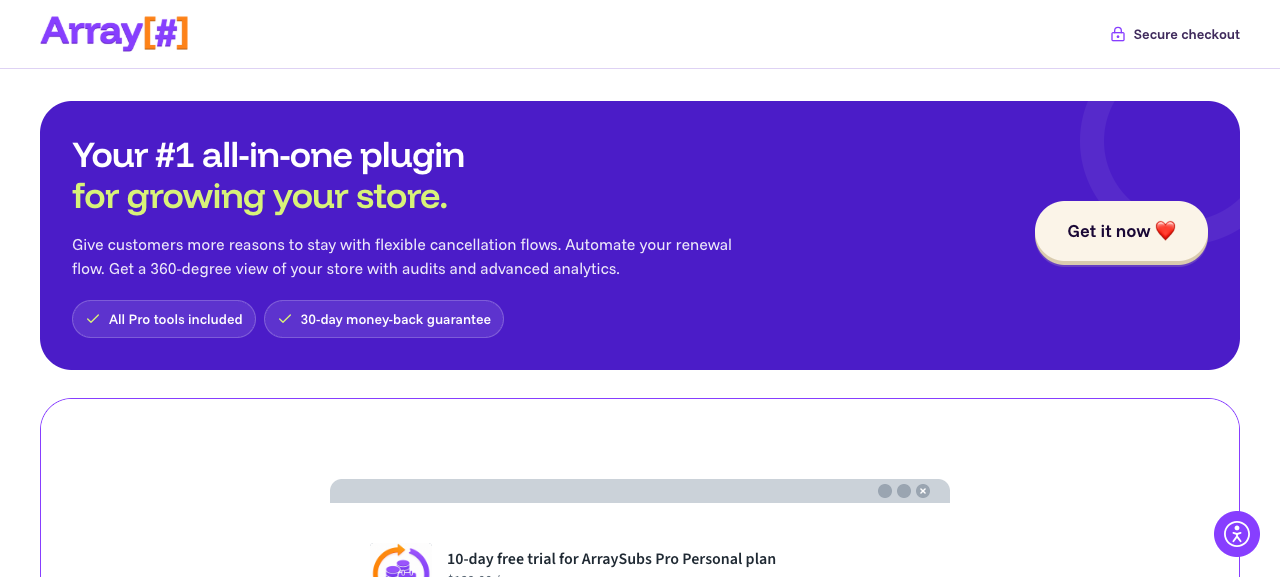 Array[#]
Secure checkout
Your #1 all-in-one plugin
for growing your store.
Give customers more reasons to stay with flexible cancellation flows. Automate your renewal
flow. Get a 360-degree view of your store with audits and advanced analytics.
Get it now ❤️
All Pro tools included
30-day money-back guarantee
10-day free trial for ArraySubs Pro Personal plan